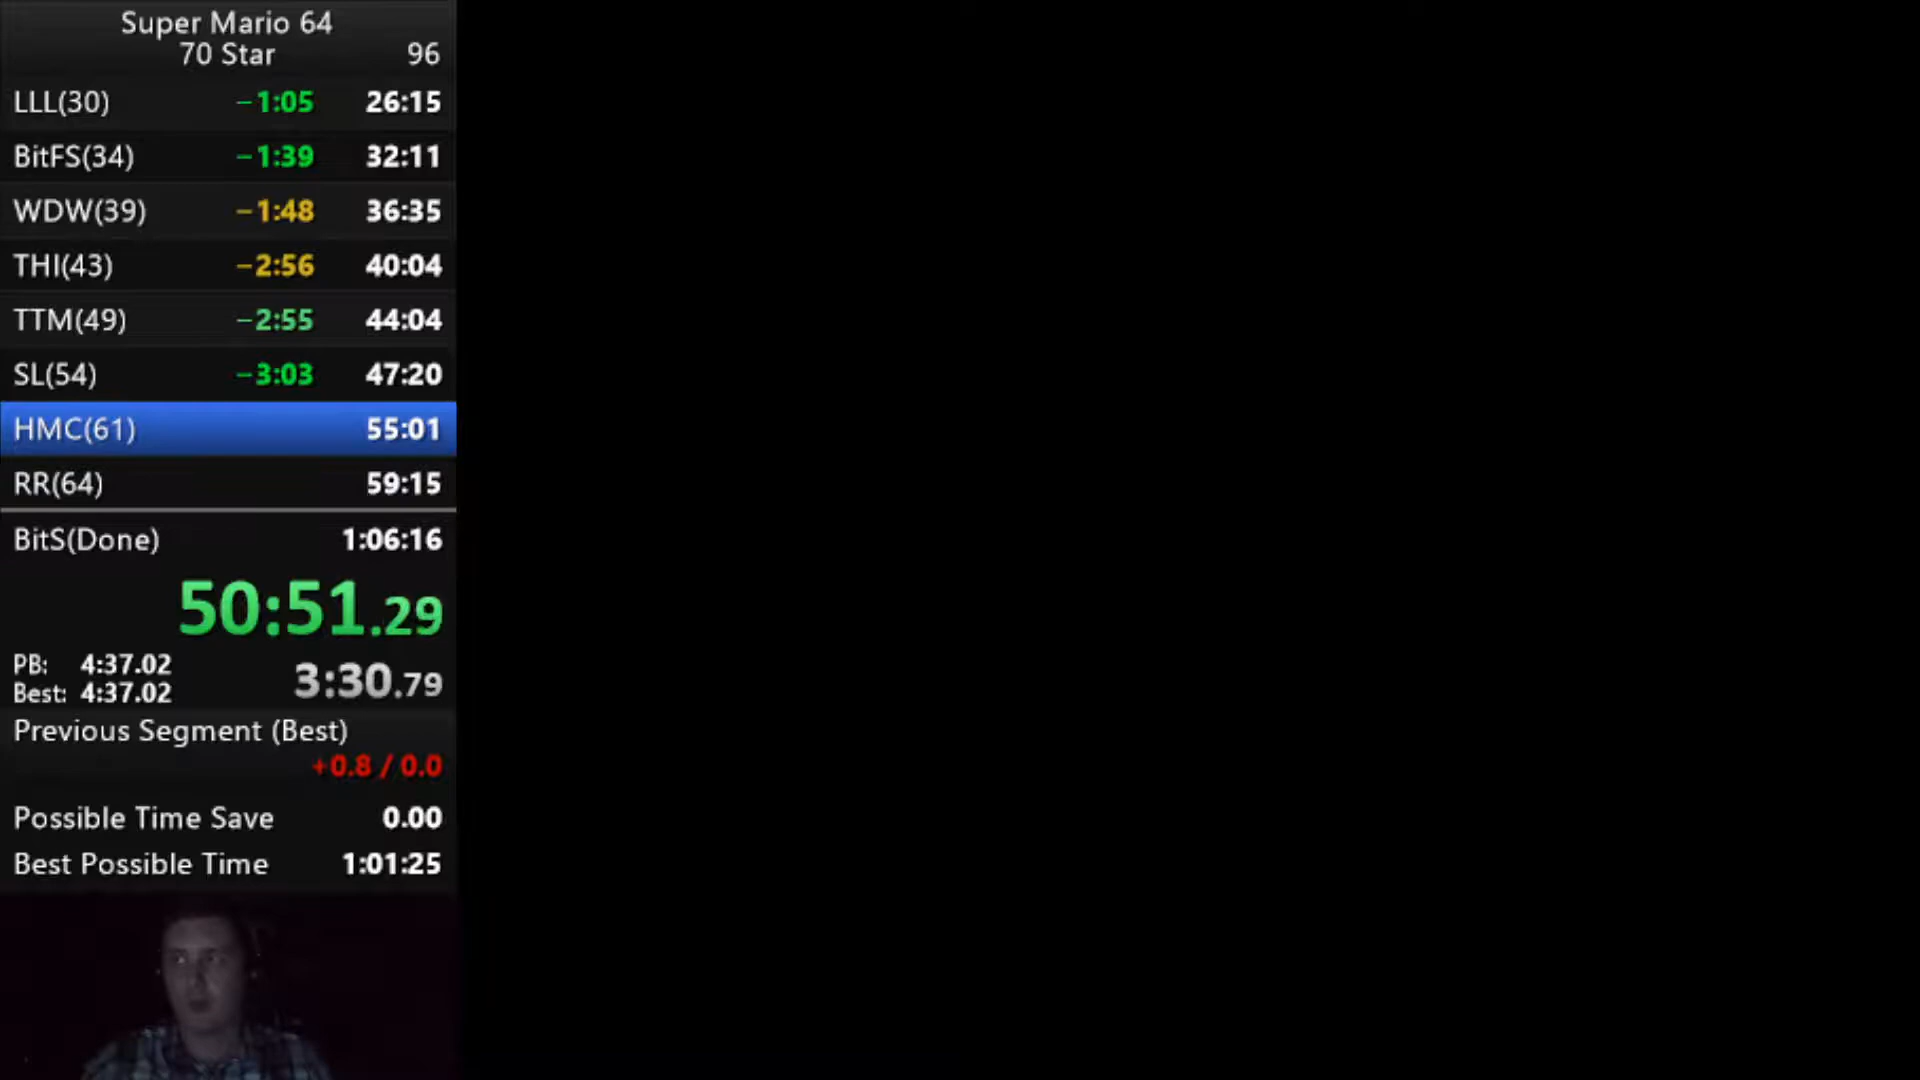 Super Mario 64
70 Star 96
LLL(30) −1:05 26:15
BitFS(34) −1:39 32:11
WDW(39) −1:48 36:35
THI(43) −2:56 40:04
TTM(49) −2:55 44:04
SL(54) −3:03 47:20
HMC(61) 55:01
RR(64) 59:15
BitS(Done) 1:06:16
50:51.29
PB: 4:37.02
Best: 4:37.02
3:30.79
Previous Segment (Best)
+0.8 / 0.0
Possible Time Save 0.00
Best Possible Time 1:01:25